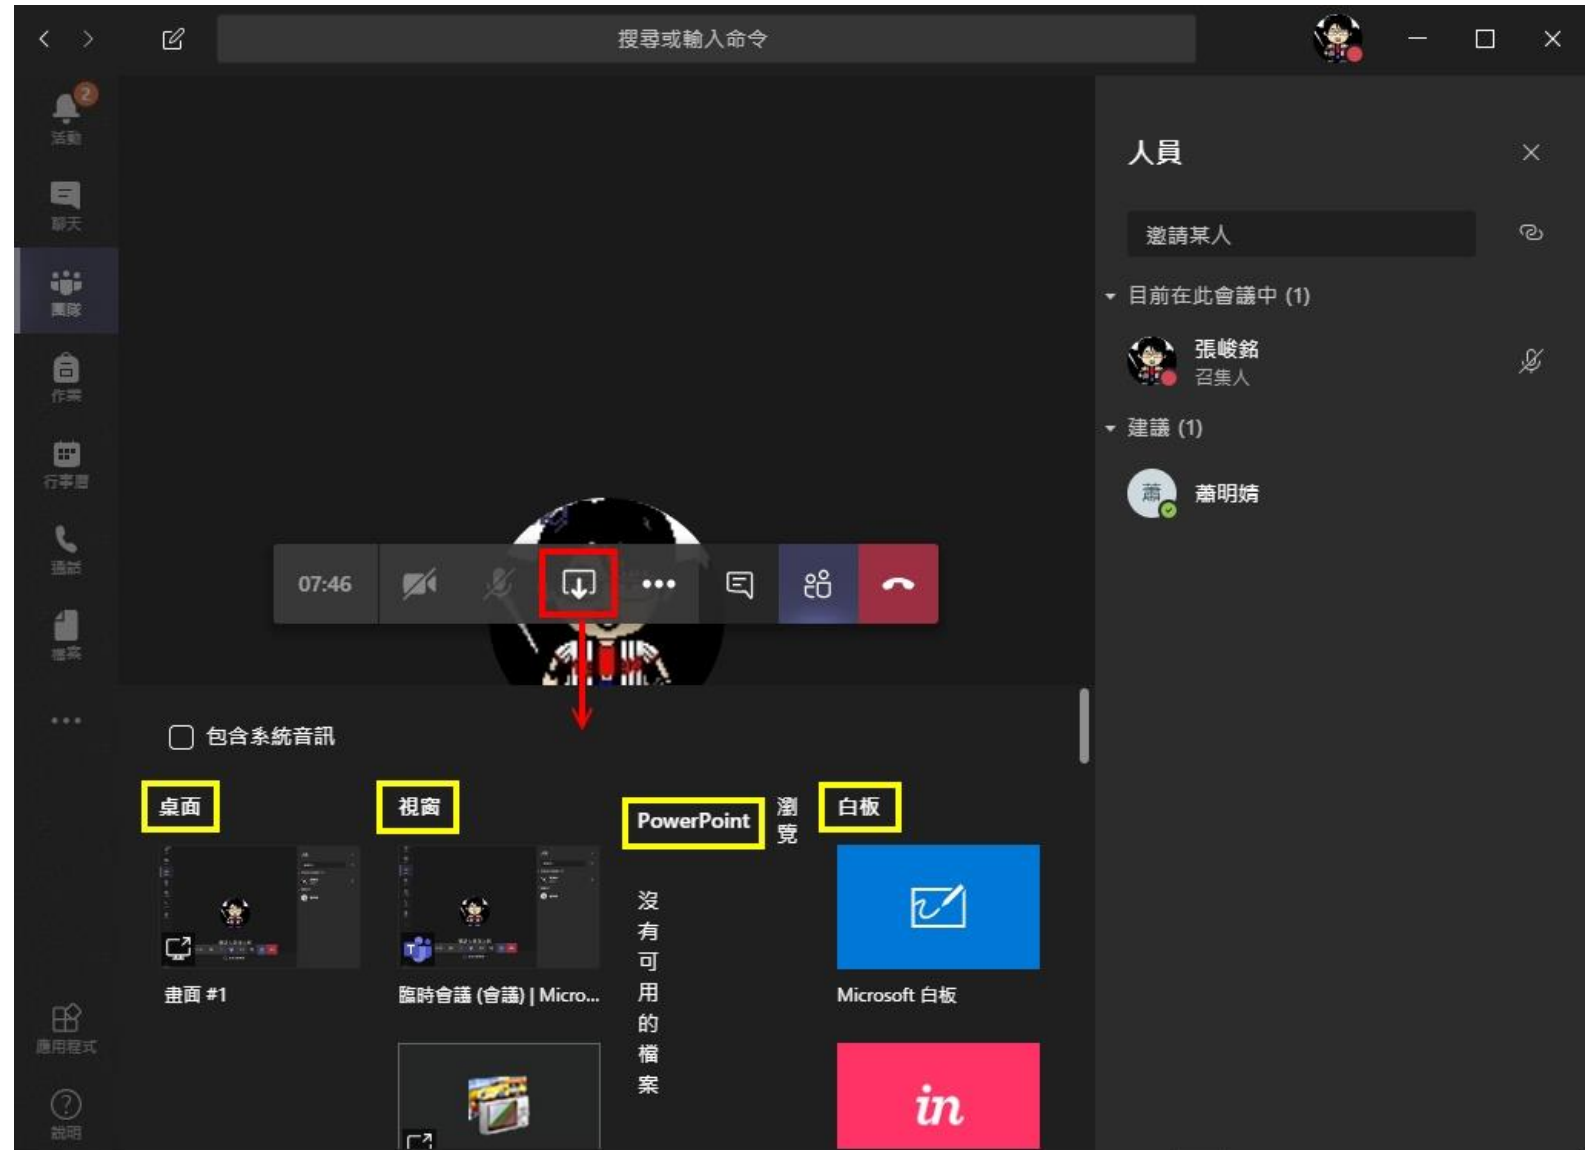 搜尋或輸入命令
2
活動
聊天
團隊
作業
行事曆
通話
檔案
應用程式
說明
07:46
包含系統音訊
桌面
視窗
PowerPoint
瀏覽
白板
畫面 #1
臨時會議 (會議) | Micro...
沒有可用的檔案
Microsoft 白板
in
人員
邀請某人
目前在此會議中 (1)
張峻銘
召集人
建議 (1)
蕭
蕭明婧